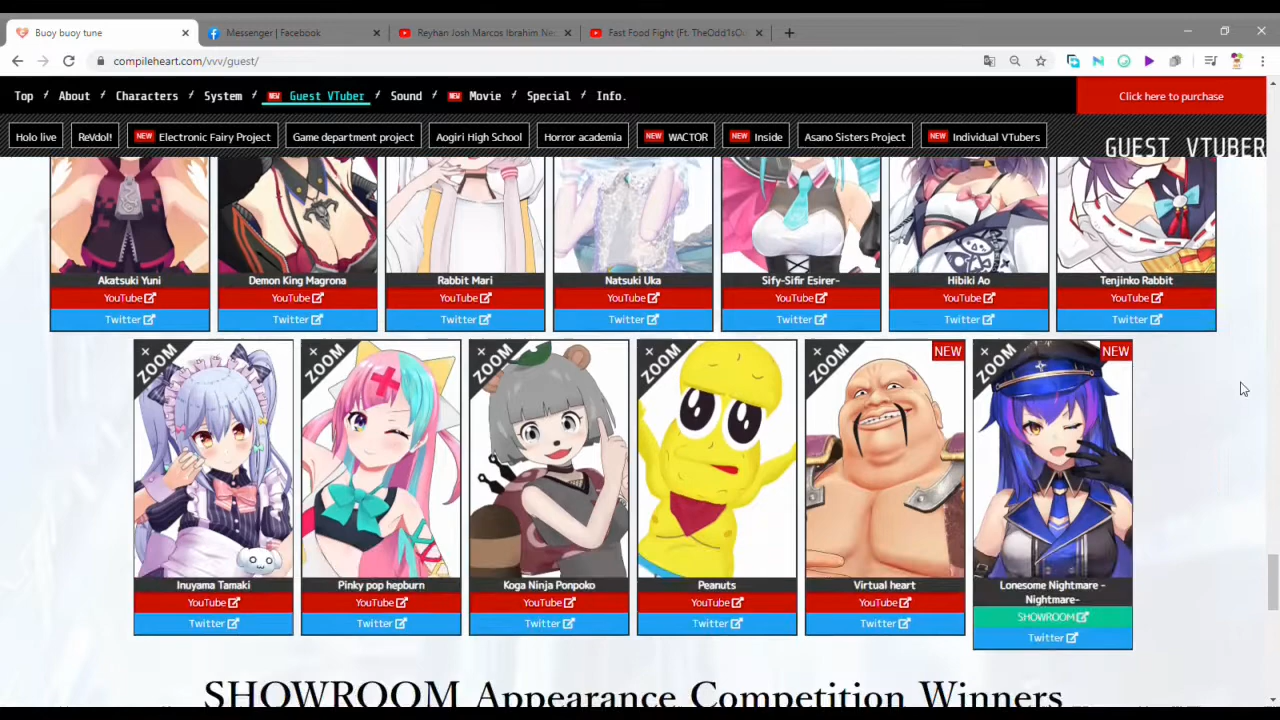 Buoy buoy tune
Messenger | Facebook
Reyhan Josh Marcos Ibrahim Ne
Fast Food Fight (Ft. TheOdd1sOu
compileheart.com/vvv/guest/
Top / About / Characters / System / NEW Guest VTuber / Sound / NEW Movie / Special / Info.
Click here to purchase
Holo live ReVdol! NEW Electronic Fairy Project Game department project Aogiri High School Horror academia NEW WACTOR NEW Inside Asano Sisters Project NEW Individual VTubers
GUEST VTUBER
Akatsuki Yuni Demon King Magrona Rabbit Mari Natsuki Uka Sify-Sifir Esirer- Hibiki Ao Tenjinko Rabbit
YouTube YouTube YouTube YouTube YouTube YouTube YouTube
Twitter Twitter Twitter Twitter Twitter Twitter Twitter
ZOOM ZOOM ZOOM ZOOM ZOOM NEW ZOOM NEW
Inuyama Tamaki Pinky pop hepburn Koga Ninja Ponpoko Peanuts Virtual heart Lonesome Nightmare -
Nightmare-
YouTube YouTube YouTube YouTube YouTube SHOWROOM
Twitter Twitter Twitter Twitter Twitter Twitter
SHOWROOM Appearance Competition Winners